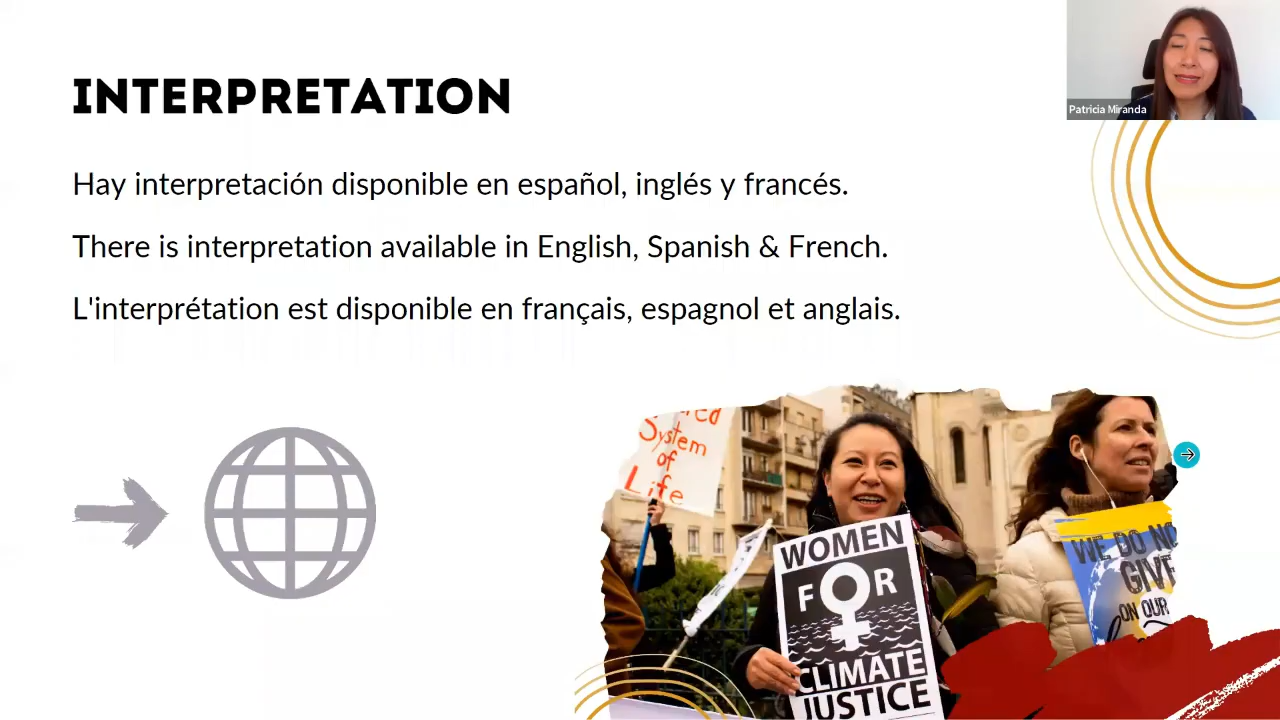 INTERPRETATION
Patricia Miranda
Hay interpretación disponible en español, inglés y francés.
There is interpretation available in English, Spanish & French.
L'interprétation est disponible en français, espagnol et anglais.
System
of
Life
WOMEN
FOR
CLIMATE
JUSTICE
WE DO
GIVE
ON OUR